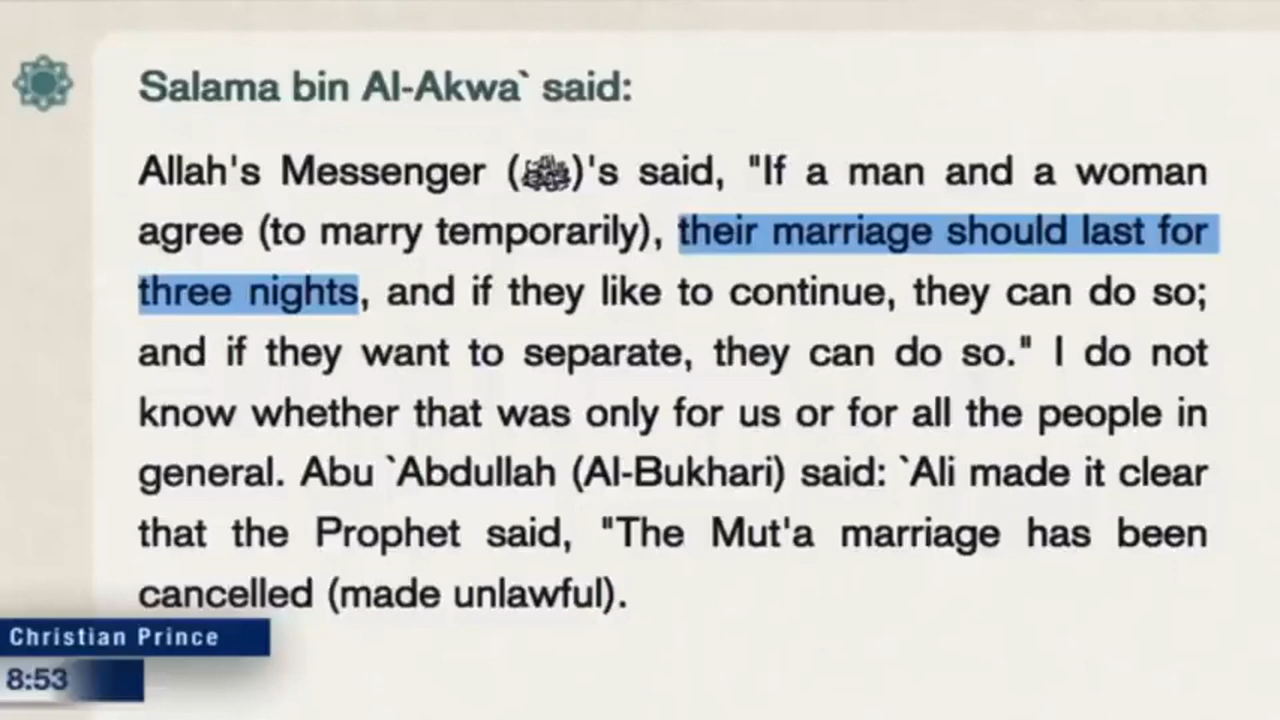 Salama bin Al-Akwa` said:
Allah's Messenger (ﷺ)'s said, "If a man and a woman
agree (to marry temporarily), their marriage should last for
three nights, and if they like to continue, they can do so;
and if they want to separate, they can do so." I do not
know whether that was only for us or for all the people in
general. Abu `Abdullah (Al-Bukhari) said: `Ali made it clear
that the Prophet said, "The Mut'a marriage has been
cancelled (made unlawful).
Christian Prince
8:53